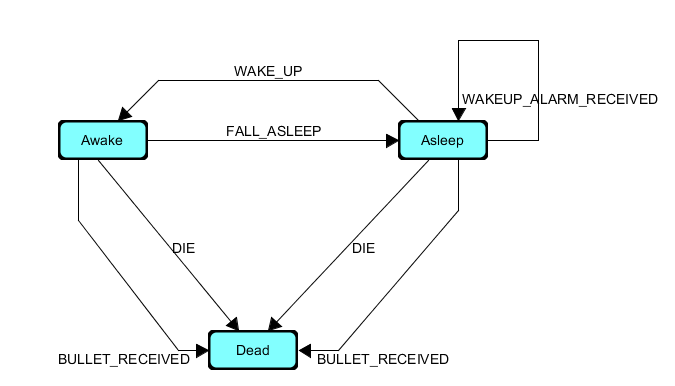 WAKE_UP
WAKEUP_ALARM_RECEIVED
FALL_ASLEEP
Awake
Asleep
DIE
DIE
Dead
BULLET_RECEIVED
BULLET_RECEIVED